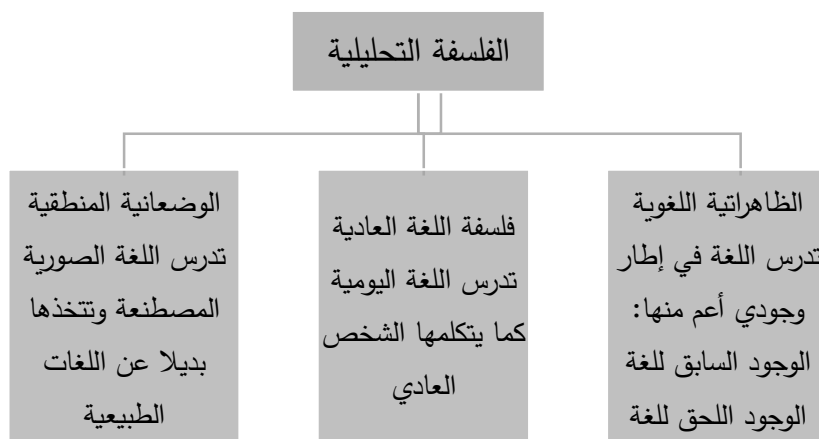 الفلسفة التحليلية
الظاهراتية اللغوية
تدرس اللغة في إطار
وجودي أعم منها:
الوجود السابق للغة
الوجود اللحق للغة
فلسفة اللغة العادية
تدرس اللغة اليومية
كما يتكلمها الشخص
العادي
الوضعانية المنطقية
تدرس اللغة الصورية
المصطنعة وتتخذها
بديلا عن اللغات
الطبيعية